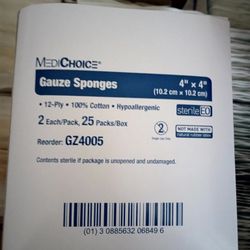 MEDICHOICE®
Gauze Sponges
4" × 4"
(10.2 cm × 10.2 cm)
• 12-Ply • 100% Cotton • Hypoallergenic
sterile EO
2 Each/Pack, 25 Packs/Box
2
NOT MADE WITH
natural rubber latex
Reorder: GZ4005
Contents sterile if package is unopened and undamaged.
(01) 3 0885632 06849 6